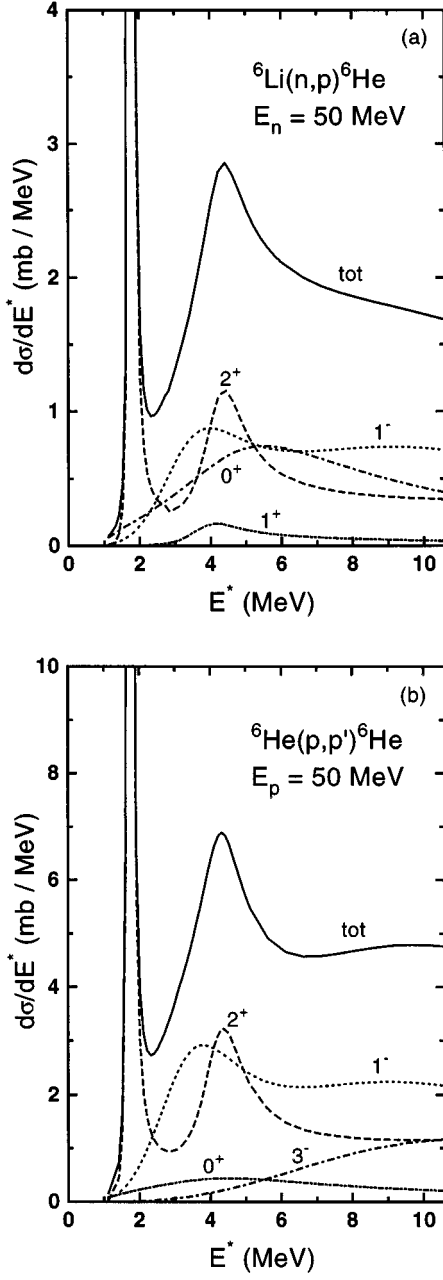 (a)
⁶Li(n,p)⁶He
Eₙ = 50 MeV
dσ/dE* (mb / MeV)
4
3
2
1
0
tot
2⁺
1⁻
0⁺
1⁺
0 2 4 6 8 10
E* (MeV)
(b)
⁶He(p,p')⁶He
Eₚ = 50 MeV
dσ/dE* (mb / MeV)
10
8
6
4
2
0
tot
2⁺
1⁻
3⁻
0⁺
0 2 4 6 8 10
E* (MeV)